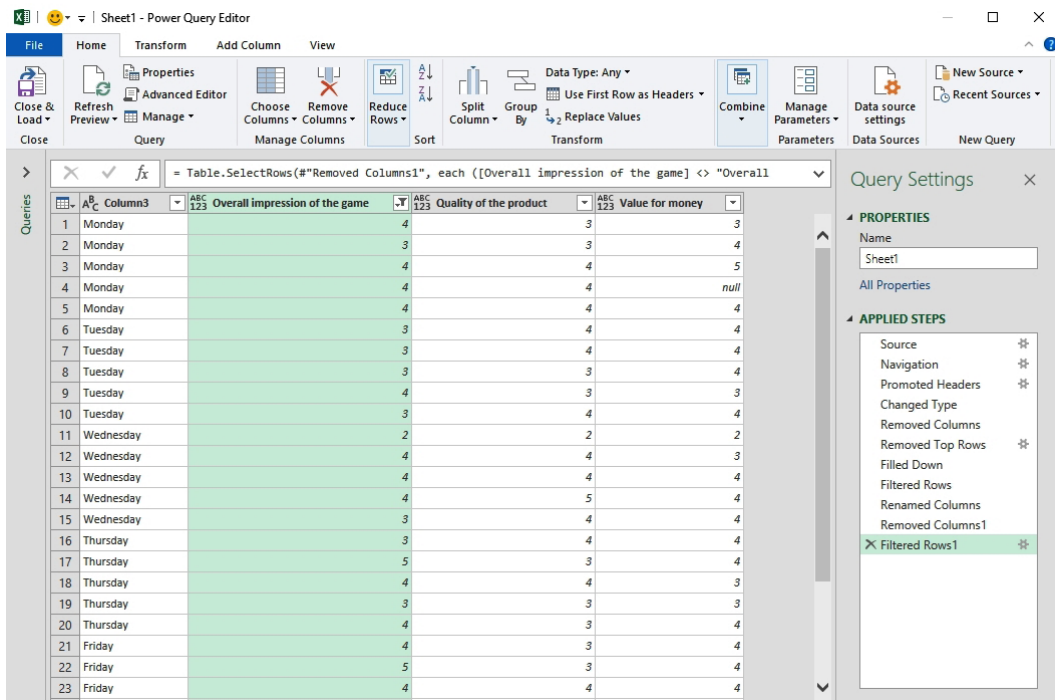 Sheet1 - Power Query Editor
File Home Transform Add Column View
Close & Load
Close
Refresh Preview
Properties
Advanced Editor
Manage
Query
Choose Columns
Remove Columns
Manage Columns
Reduce Rows
Sort
Split Column
Group By
Data Type: Any
Use First Row as Headers
Replace Values
Transform
Combine
Manage Parameters
Parameters
Data source settings
Data Sources
New Source
Recent Sources
New Query
Queries
fx = Table.SelectRows(#"Removed Columns1", each ([Overall impression of the game] <> "Overall
ABC Column3 ABC 123 Overall impression of the game ABC 123 Quality of the product ABC 123 Value for money
1 Monday 4 3 3
2 Monday 3 3 4
3 Monday 4 4 5
4 Monday 4 4 null
5 Monday 4 4 4
6 Tuesday 3 4 4
7 Tuesday 3 4 4
8 Tuesday 3 3 4
9 Tuesday 4 3 3
10 Tuesday 3 4 4
11 Wednesday 2 2 2
12 Wednesday 4 4 3
13 Wednesday 4 4 4
14 Wednesday 4 5 4
15 Wednesday 3 4 4
16 Thursday 3 4 4
17 Thursday 5 3 4
18 Thursday 4 4 3
19 Thursday 3 3 3
20 Thursday 4 3 4
21 Friday 4 3 4
22 Friday 5 3 4
23 Friday 4 4 4
Query Settings
PROPERTIES
Name
Sheet1
All Properties
APPLIED STEPS
Source
Navigation
Promoted Headers
Changed Type
Removed Columns
Removed Top Rows
Filled Down
Filtered Rows
Renamed Columns
Removed Columns1
Filtered Rows1